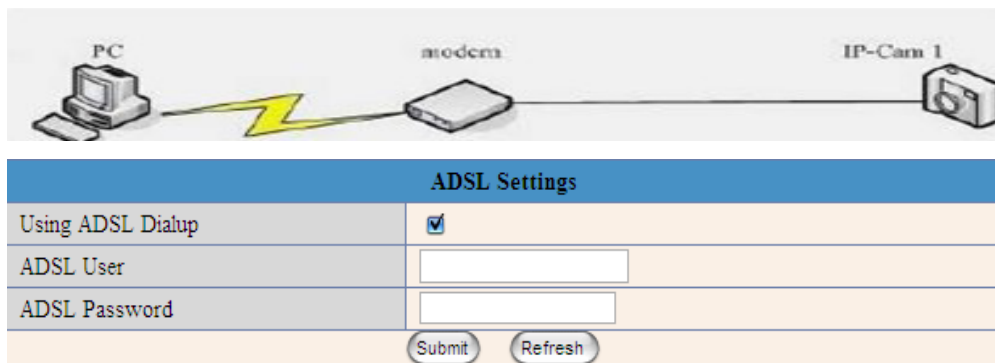 PC modem IP-Cam 1
ADSL Settings
Using ADSL Dialup
ADSL User
ADSL Password
Submit Refresh